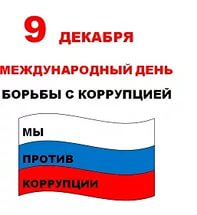 9 ДЕКАБРЯ
МЕЖДУНАРОДНЫЙ ДЕНЬ
БОРЬБЫ С КОРРУПЦИЕЙ
МЫ
ПРОТИВ
КОРРУПЦИИ